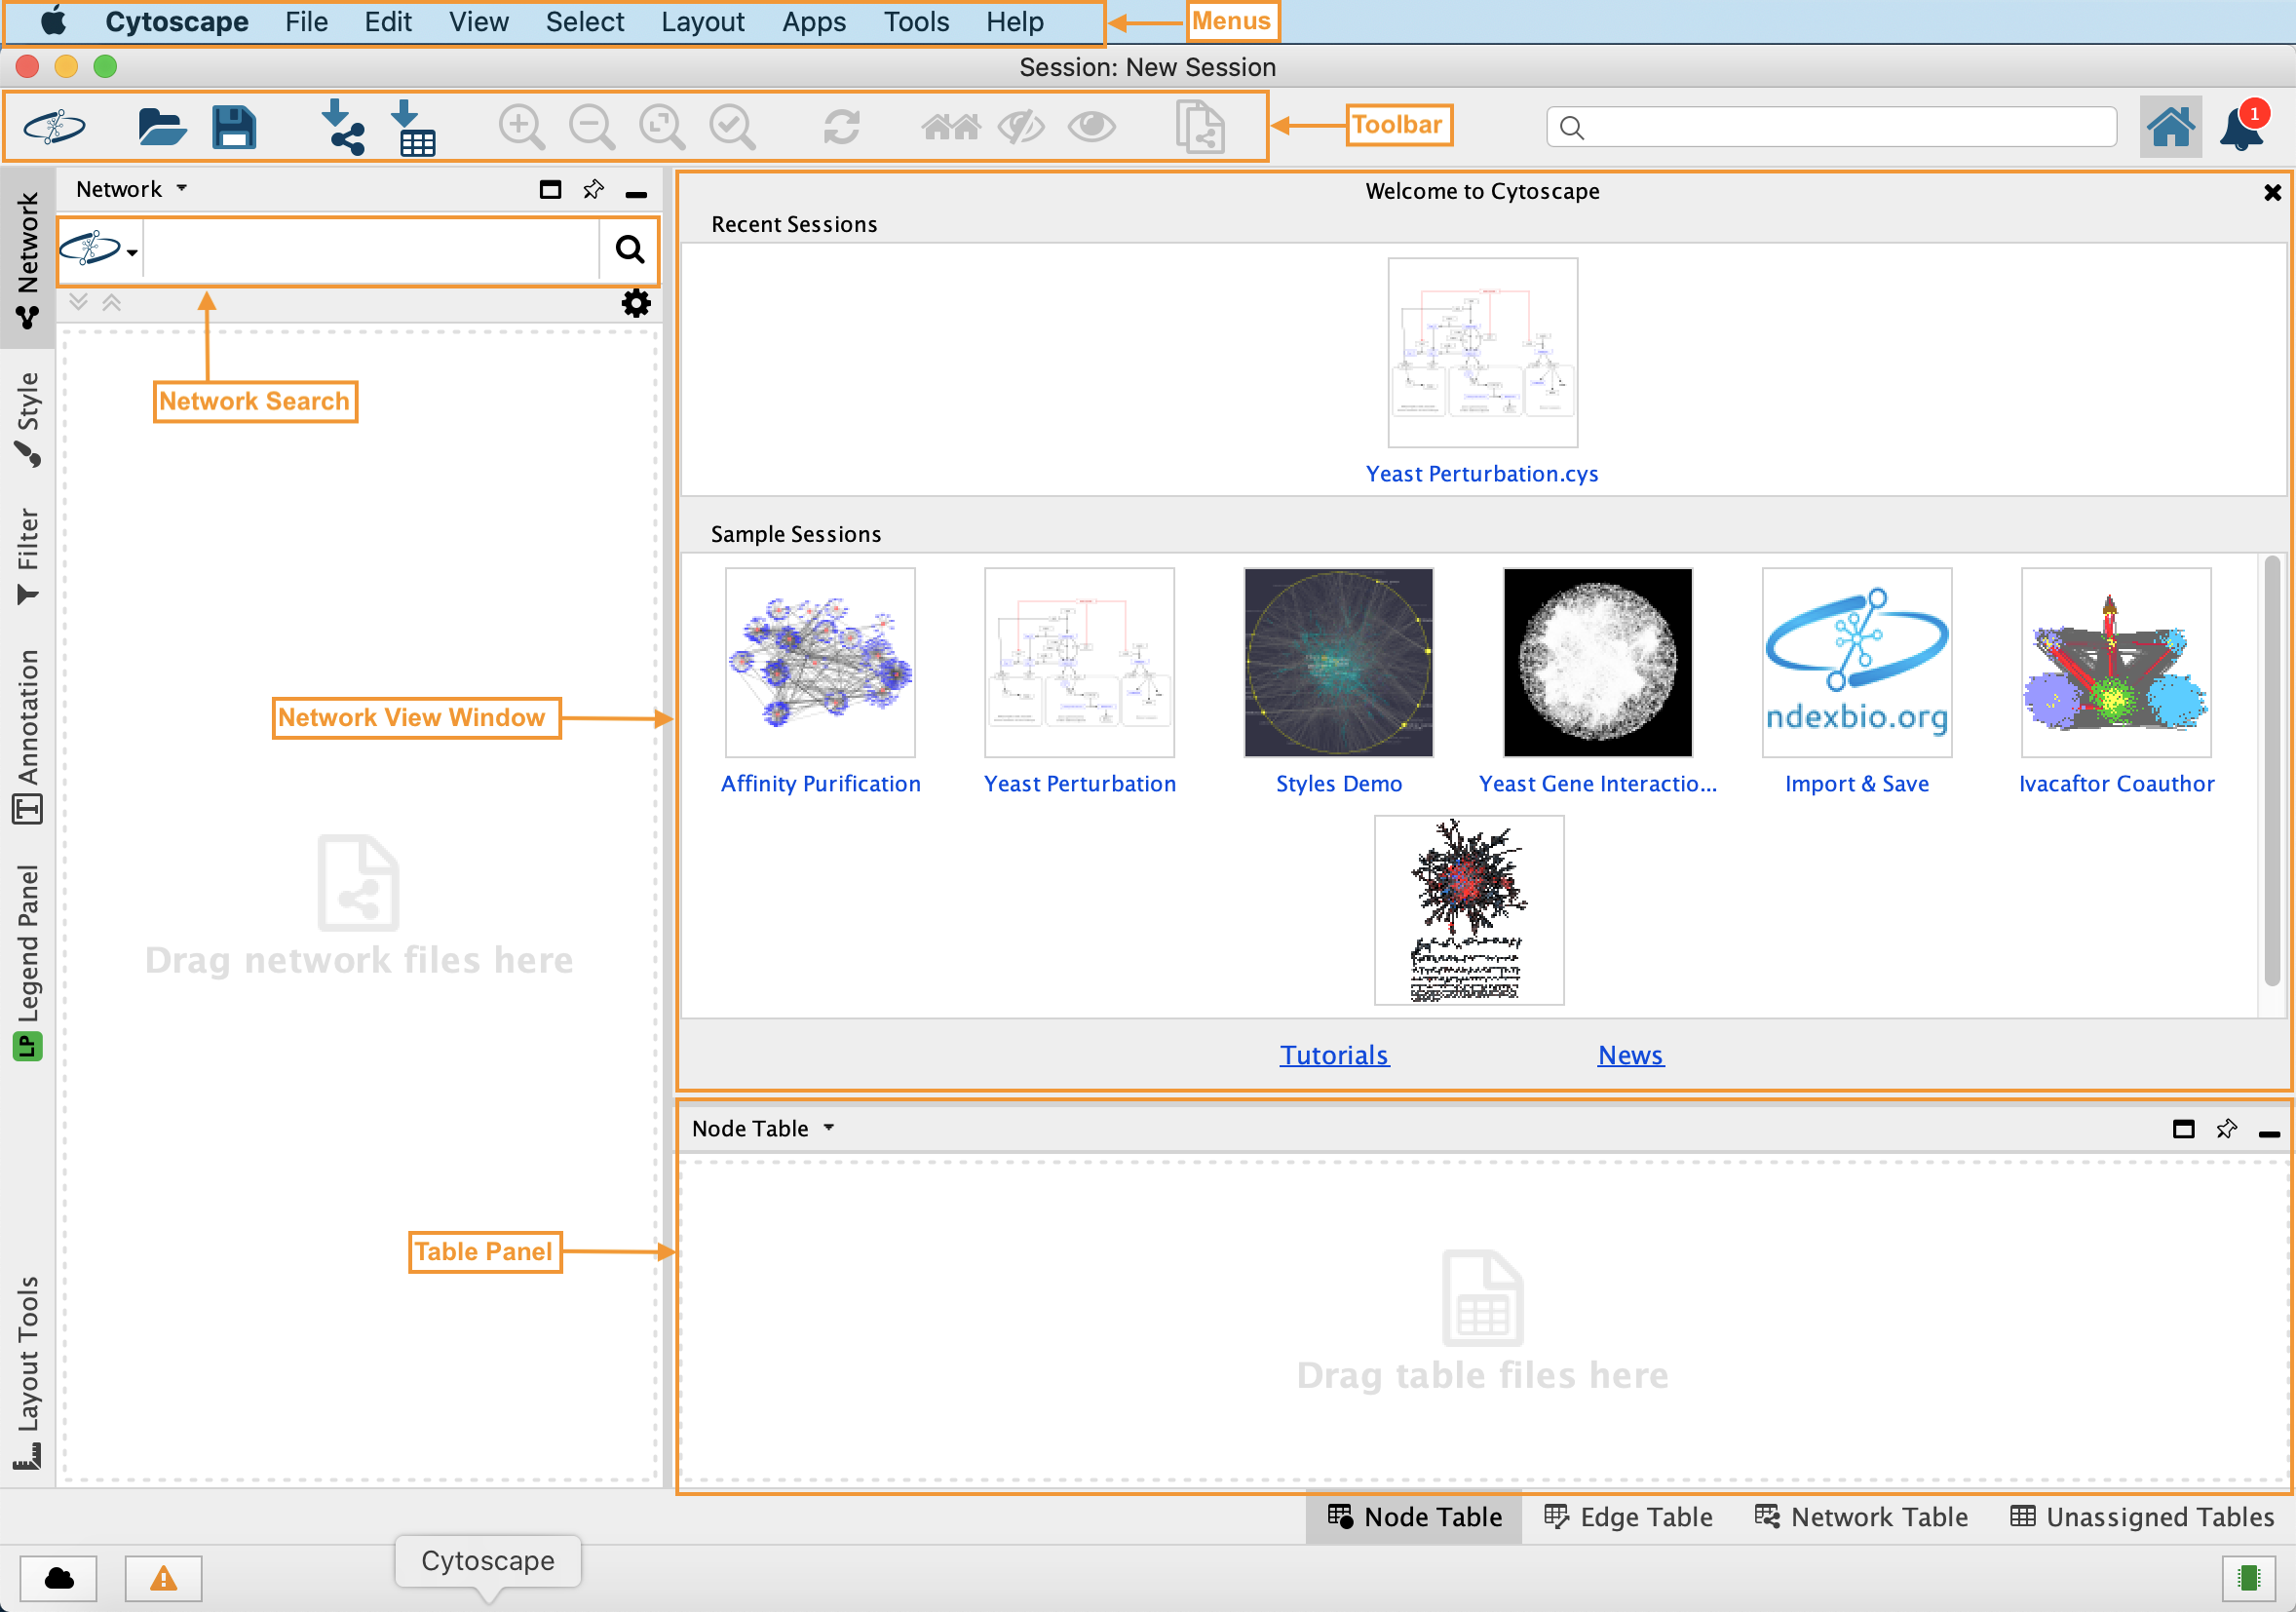 Cytoscape File Edit View Select Layout Apps Tools Help
Menus
Session: New Session
Toolbar
1
Network
Network
Style
Filter
Annotation
Legend Panel
LP
Layout Tools
Network Search
Drag network files here
Network View Window
Welcome to Cytoscape
Recent Sessions
Yeast Perturbation.cys
Sample Sessions
ndexbio.org
Affinity Purification
Yeast Perturbation
Styles Demo
Yeast Gene Interactio...
Import & Save
Ivacaftor Coauthor
Tutorials
News
Node Table
Table Panel
Drag table files here
Node Table
Edge Table
Network Table
Unassigned Tables
Cytoscape